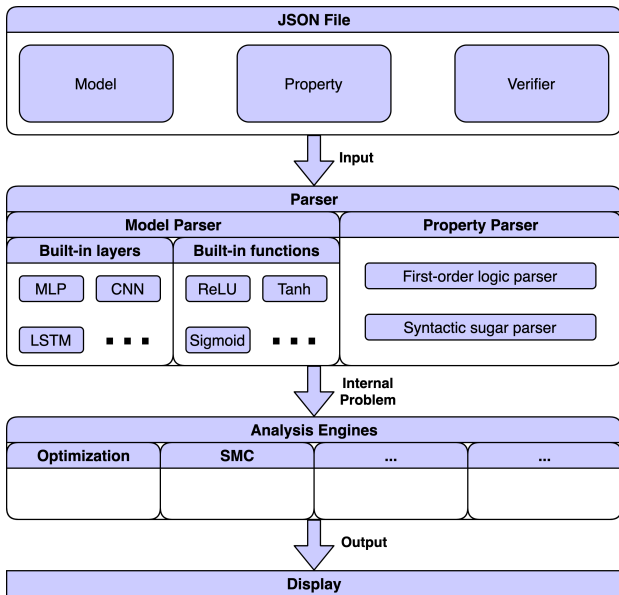 JSON File
Model
Property
Verifier
Input
Parser
Model Parser
Property Parser
Built-in layers
Built-in functions
MLP
CNN
ReLU
Tanh
First-order logic parser
LSTM
Sigmoid
Syntactic sugar parser
Internal
Problem
Analysis Engines
Optimization
SMC
...
...
Output
Display